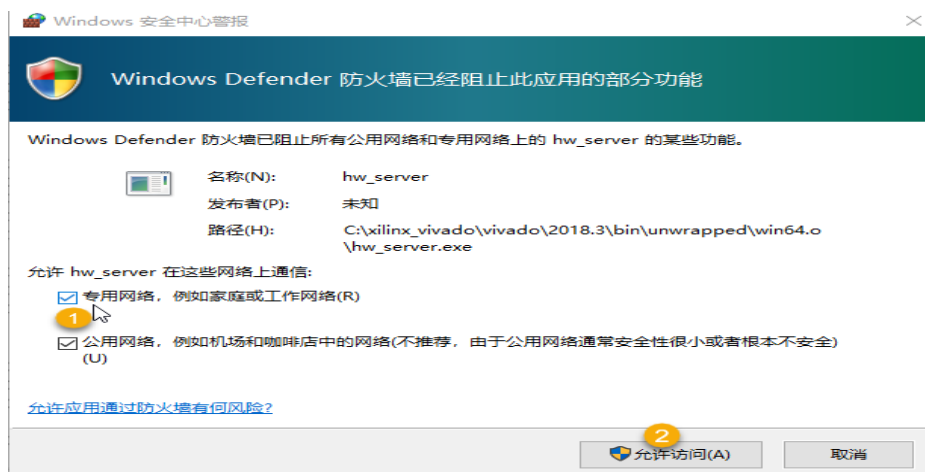 Windows 安全中心警报
Windows Defender 防火墙已经阻止此应用的部分功能
Windows Defender 防火墙已阻止所有公用网络和专用网络上的 hw_server 的某些功能。
名称(N): hw_server
发布者(P): 未知
路径(H): C:\xilinx_vivado\vivado\2018.3\bin\unwrapped\win64.o
\hw_server.exe
允许 hw_server 在这些网络上通信:
专用网络，例如家庭或工作网络(R)
1
公用网络，例如机场和咖啡店中的网络(不推荐，由于公用网络通常安全性很小或者根本不安全)
(U)
允许应用通过防火墙有何风险?
2
允许访问(A) 取消